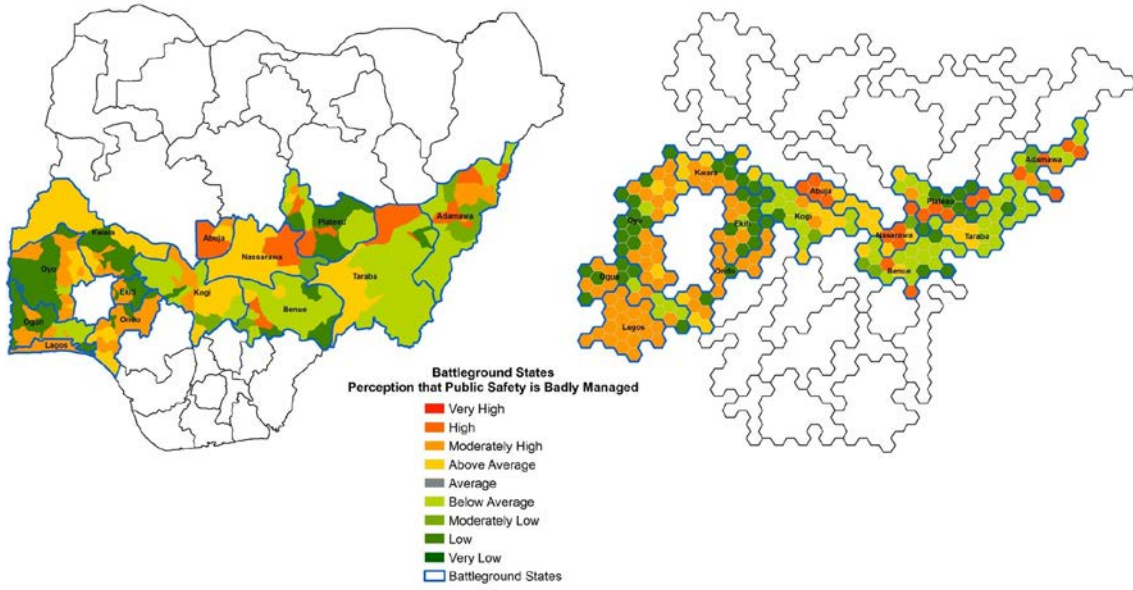 Kwara
Oyo
Ogun
Lagos
Ekiti
Ondo
Kogi
Abuja
Nassarawa
Plateau
Benue
Taraba
Adamawa
Kwara
Oyo
Ogun
Lagos
Ekiti
Ondo
Kogi
Abuja
Nasarawa
Plateau
Benue
Taraba
Adamawa
Battleground States
Perception that Public Safety is Badly Managed
Very High
High
Moderately High
Above Average
Average
Below Average
Moderately Low
Low
Very Low
Battleground States